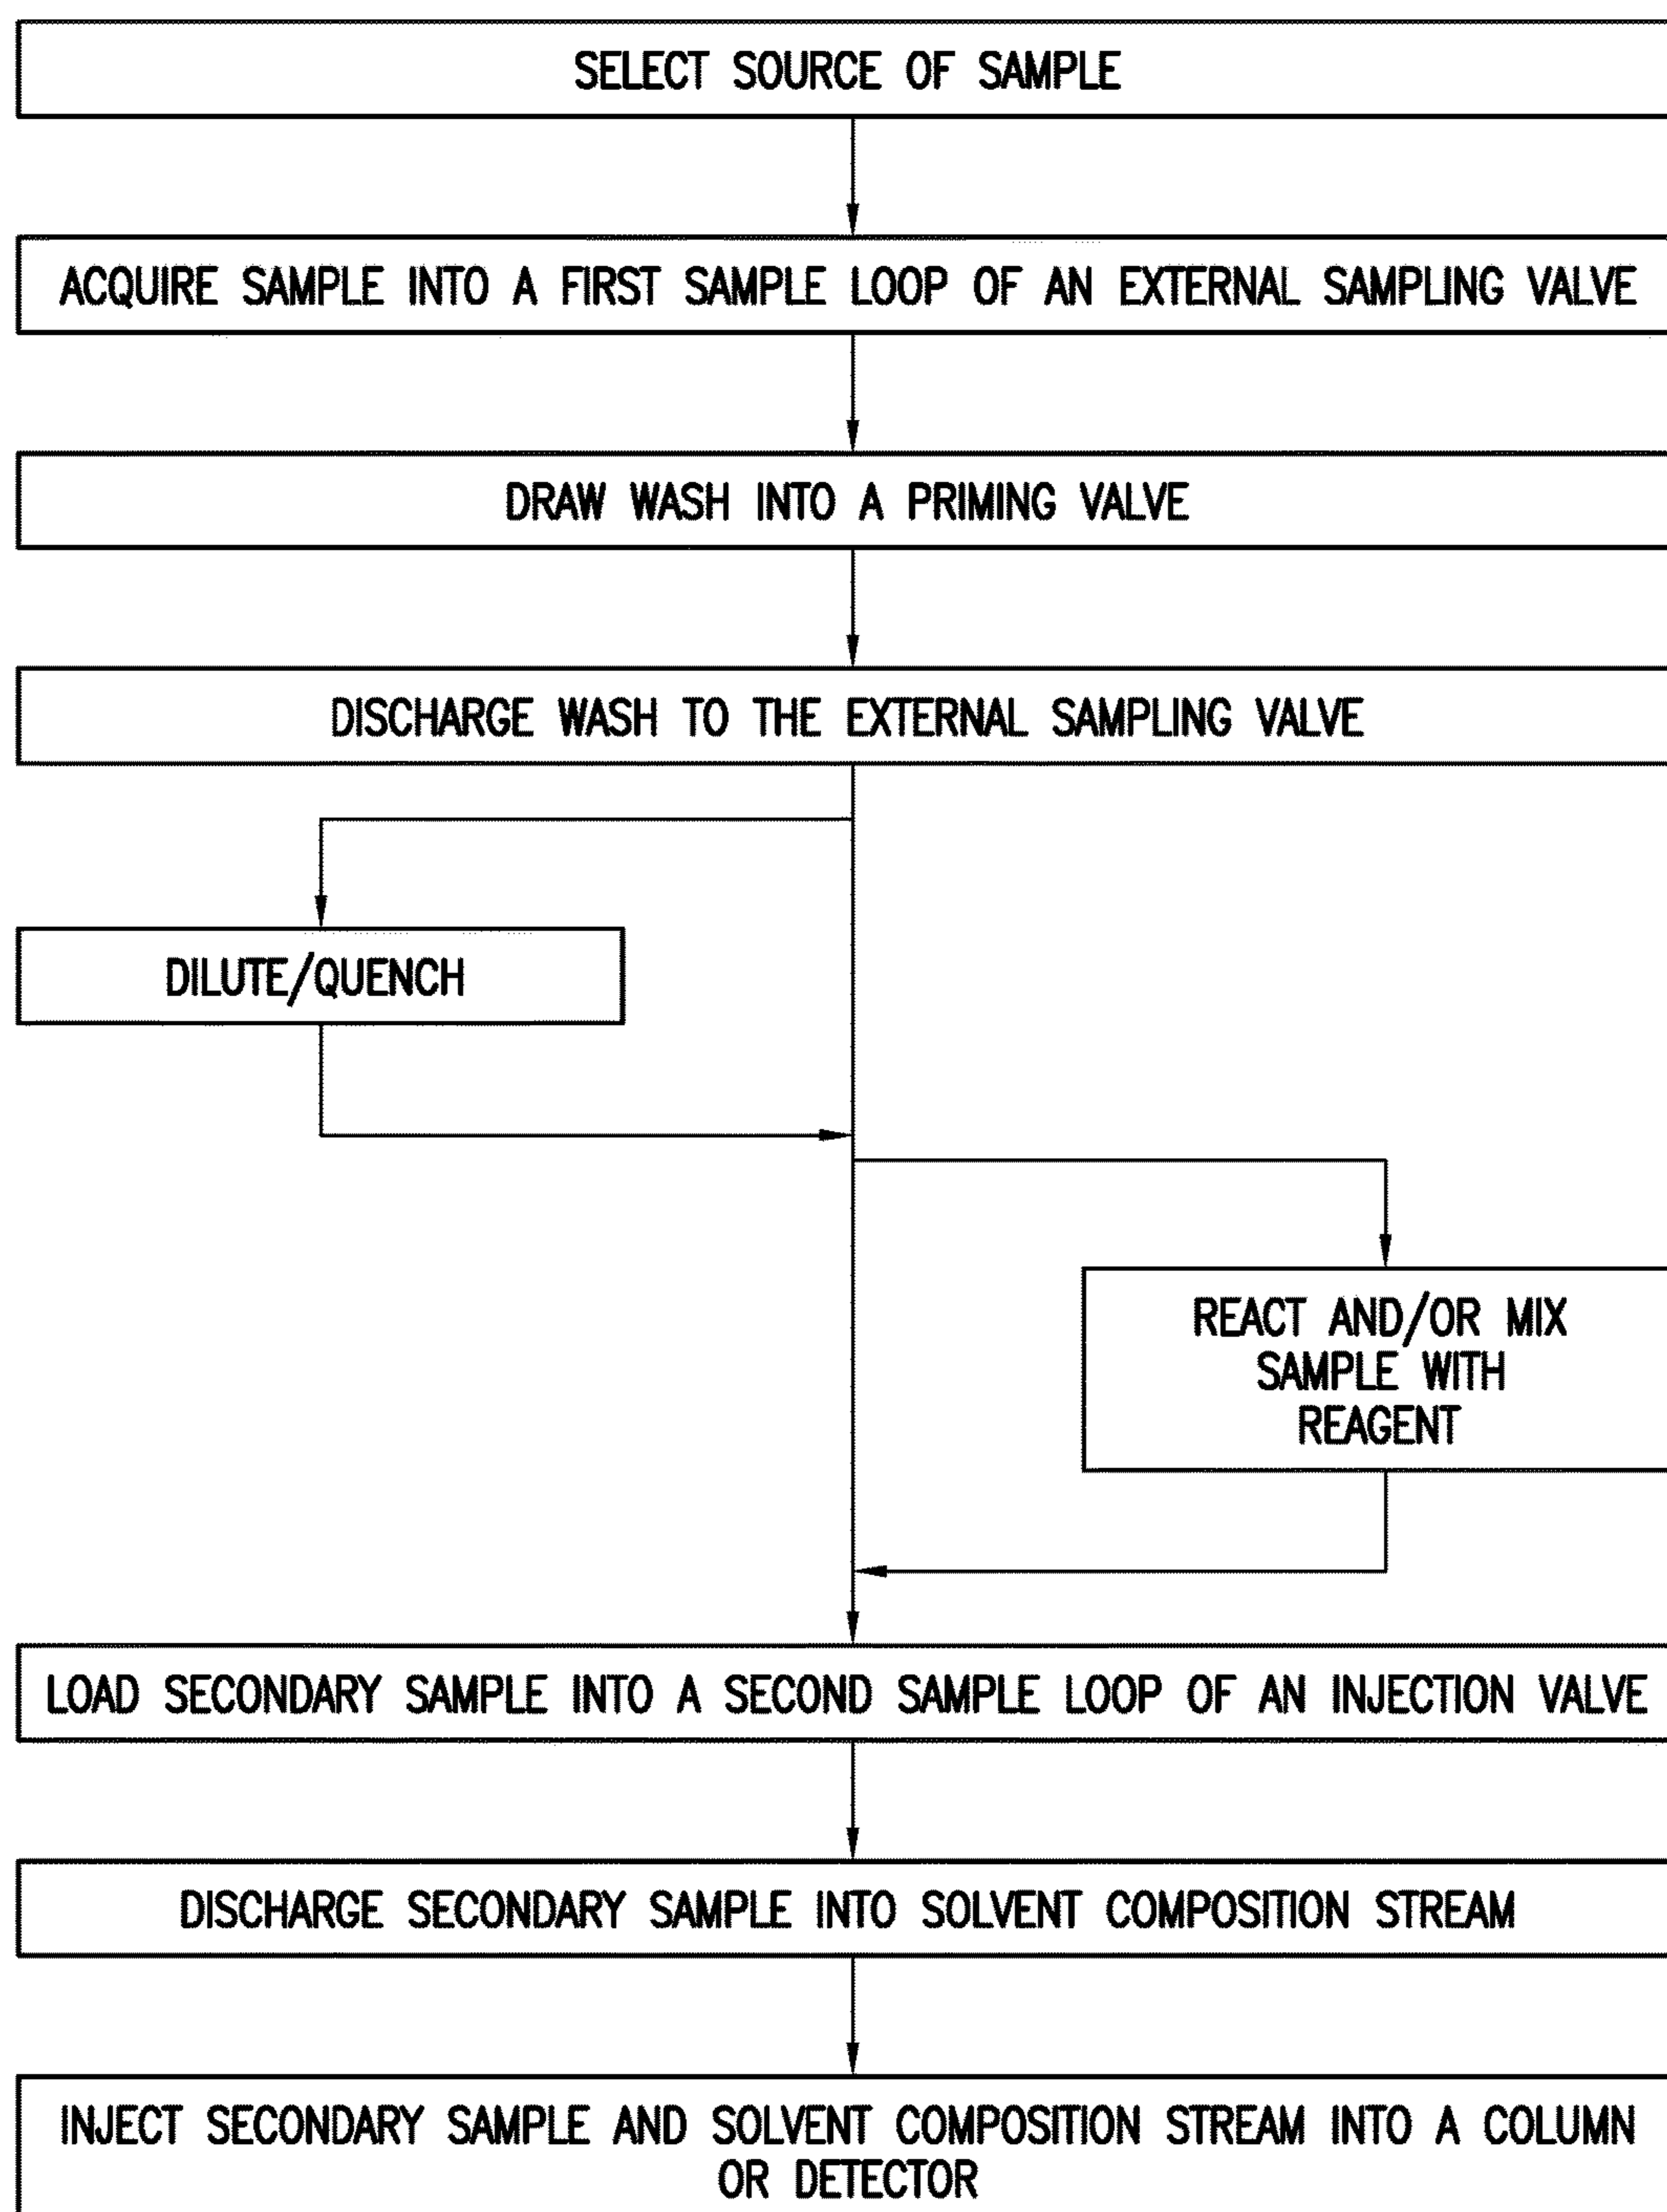 SELECT SOURCE OF SAMPLE
ACQUIRE SAMPLE INTO A FIRST SAMPLE LOOP OF AN EXTERNAL SAMPLING VALVE
DRAW WASH INTO A PRIMING VALVE
DISCHARGE WASH TO THE EXTERNAL SAMPLING VALVE
DILUTE/QUENCH
REACT AND/OR MIX
SAMPLE WITH
REAGENT
LOAD SECONDARY SAMPLE INTO A SECOND SAMPLE LOOP OF AN INJECTION VALVE
DISCHARGE SECONDARY SAMPLE INTO SOLVENT COMPOSITION STREAM
INJECT SECONDARY SAMPLE AND SOLVENT COMPOSITION STREAM INTO A COLUMN
OR DETECTOR